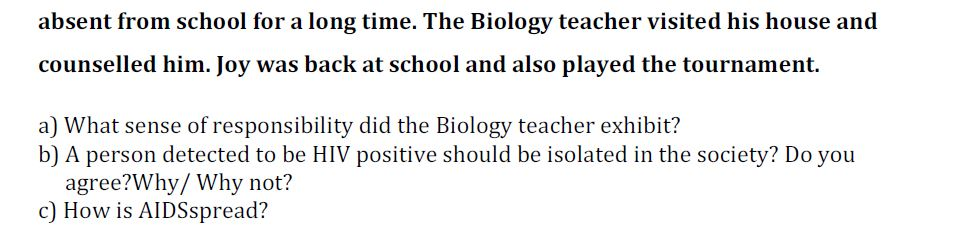 absent from school for a long time. The Biology teacher visited his house and
counselled him. Joy was back at school and also played the tournament.
a) What sense of responsibility did the Biology teacher exhibit?
b) A person detected to be HIV positive should be isolated in the society? Do you
agree?Why/ Why not?
c) How is AIDSspread?